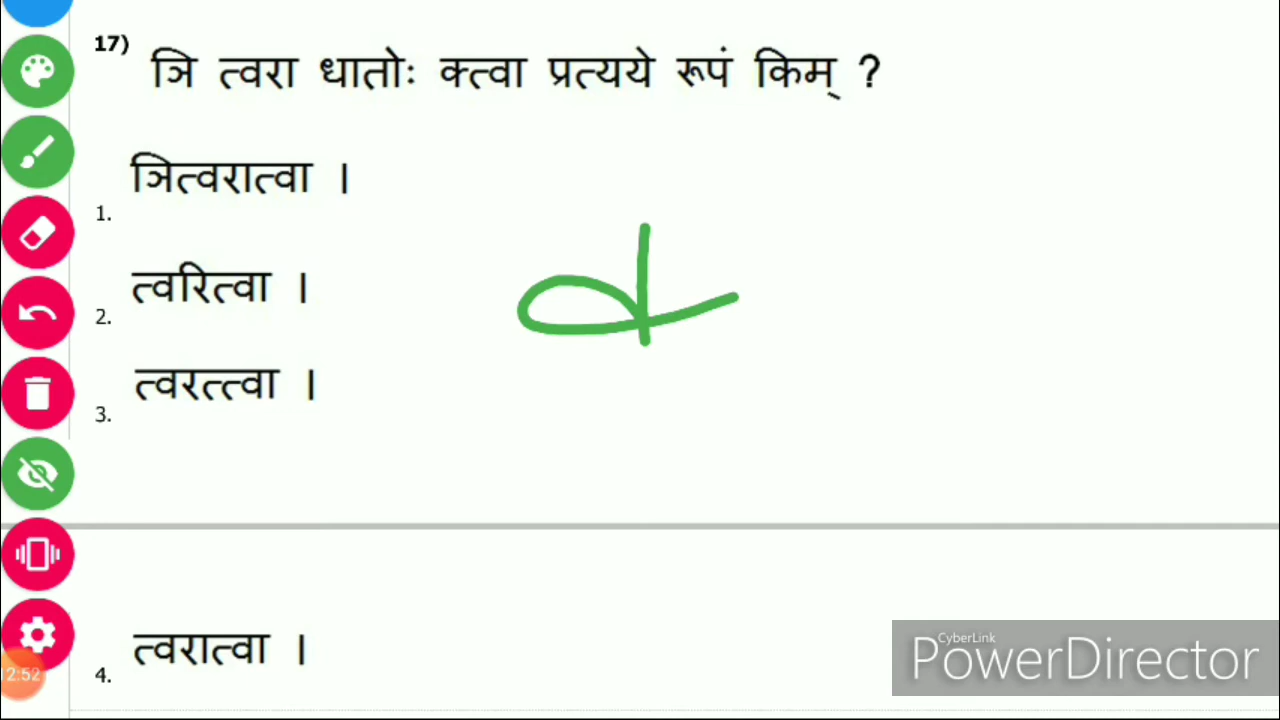 17) ञि त्वरा धातोः क्त्वा प्रत्यये रूपं किम् ?
1. ञित्वरात्वा ।
2. त्वरित्वा ।
3. त्वरत्त्वा ।
4. त्वरात्वा ।
12:52
CyberLink
PowerDirector